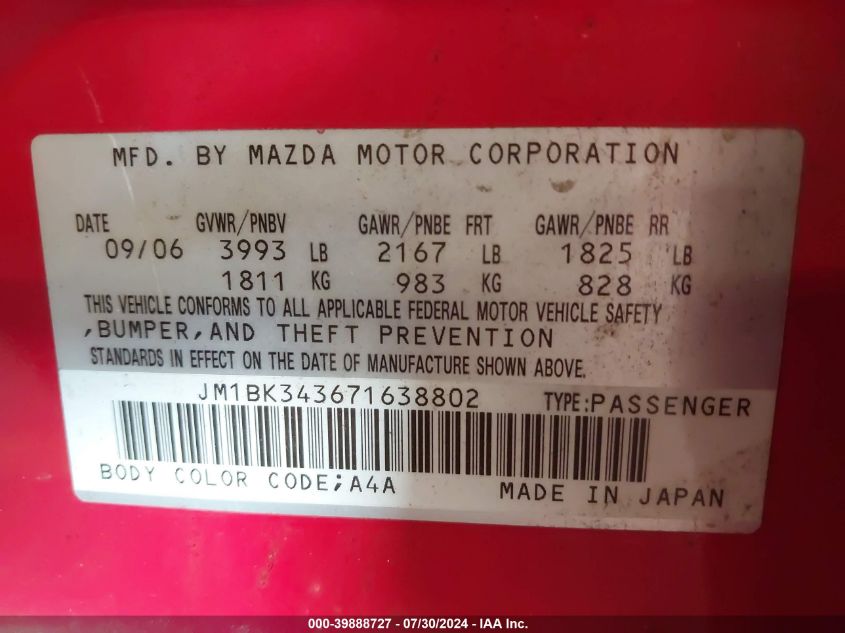 MFD. BY MAZDA MOTOR CORPORATION
DATE GVWR/PNBV GAWR/PNBE FRT GAWR/PNBE RR
09/06 3993 LB 2167 LB 1825 LB
1811 KG 983 KG 828 KG
THIS VEHICLE CONFORMS TO ALL APPLICABLE FEDERAL MOTOR VEHICLE SAFETY
,BUMPER,AND THEFT PREVENTION
STANDARDS IN EFFECT ON THE DATE OF MANUFACTURE SHOWN ABOVE.
JM1BK343671638802 TYPE:PASSENGER
BODY COLOR CODE;A4A MADE IN JAPAN
000-39888727 - 07/30/2024 - IAA Inc.